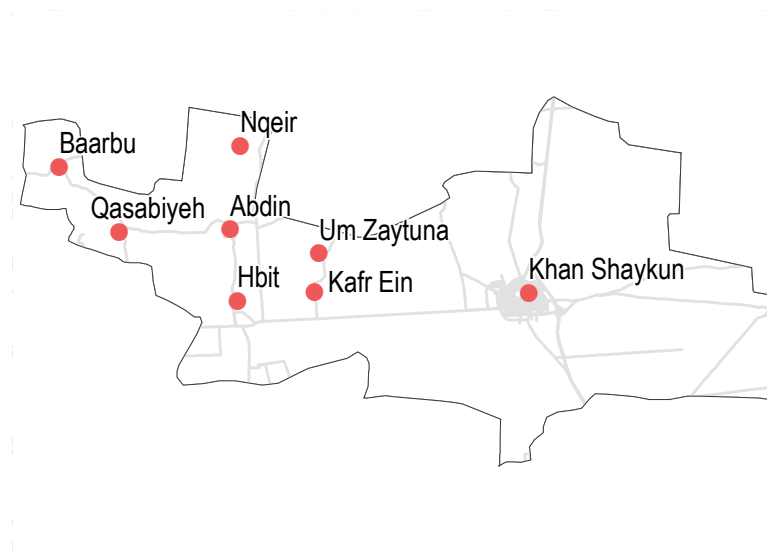 Nqeir
Baarbu
Qasabiyeh
Abdin
Um Zaytuna
Khan Shaykun
Hbit
Kafr Ein